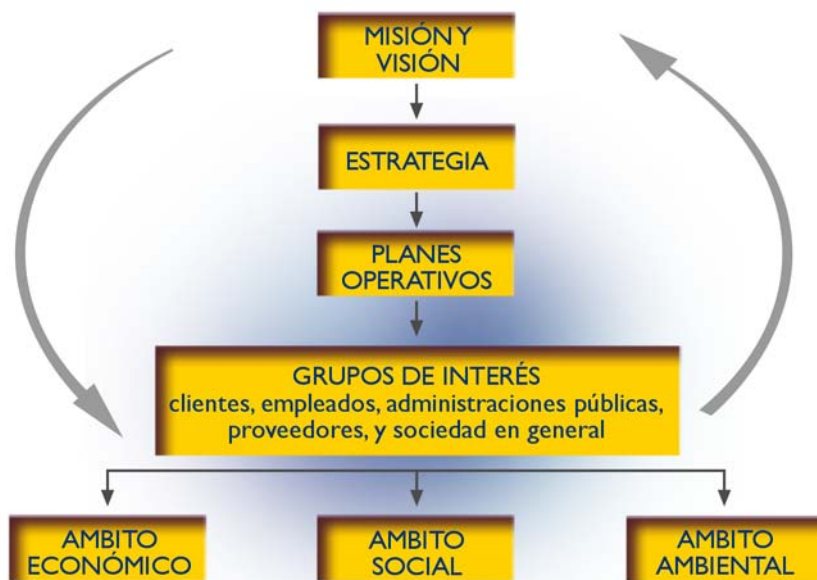 MISIÓN Y
VISIÓN
ESTRATEGIA
PLANES
OPERATIVOS
GRUPOS DE INTERÉS
clientes, empleados, administraciones públicas,
proveedores, y sociedad en general
AMBITO
ECONÓMICO
AMBITO
SOCIAL
AMBITO
AMBIENTAL